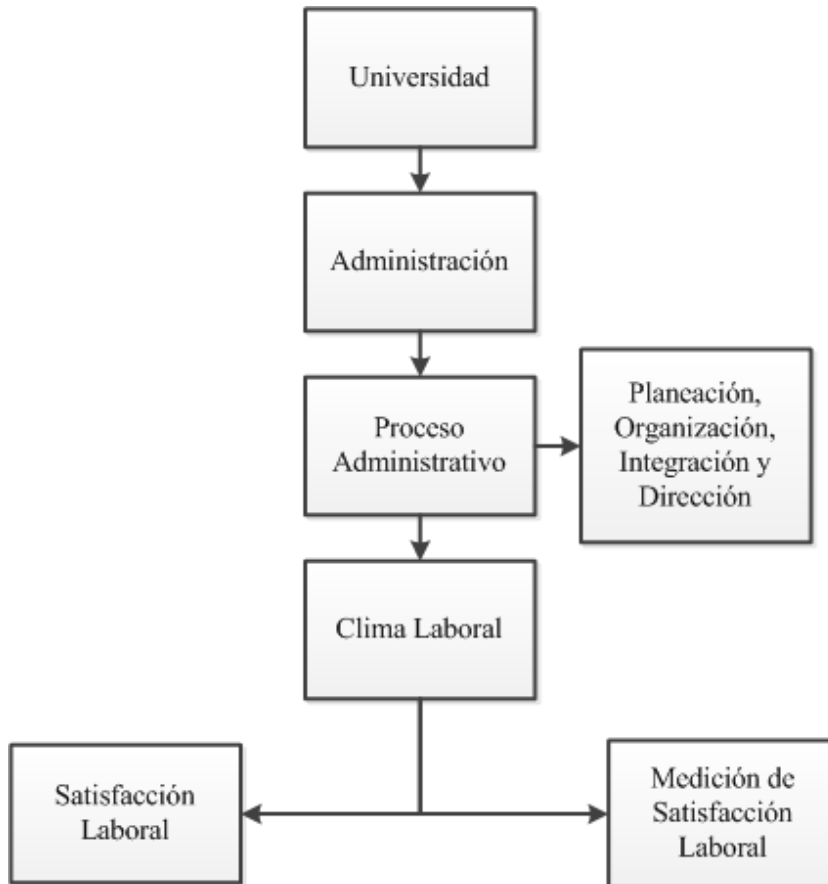 Universidad
Administración
Proceso
Administrativo
Planeación,
Organización,
Integración y
Dirección
Clima Laboral
Satisfacción
Laboral
Medición de
Satisfacción
Laboral